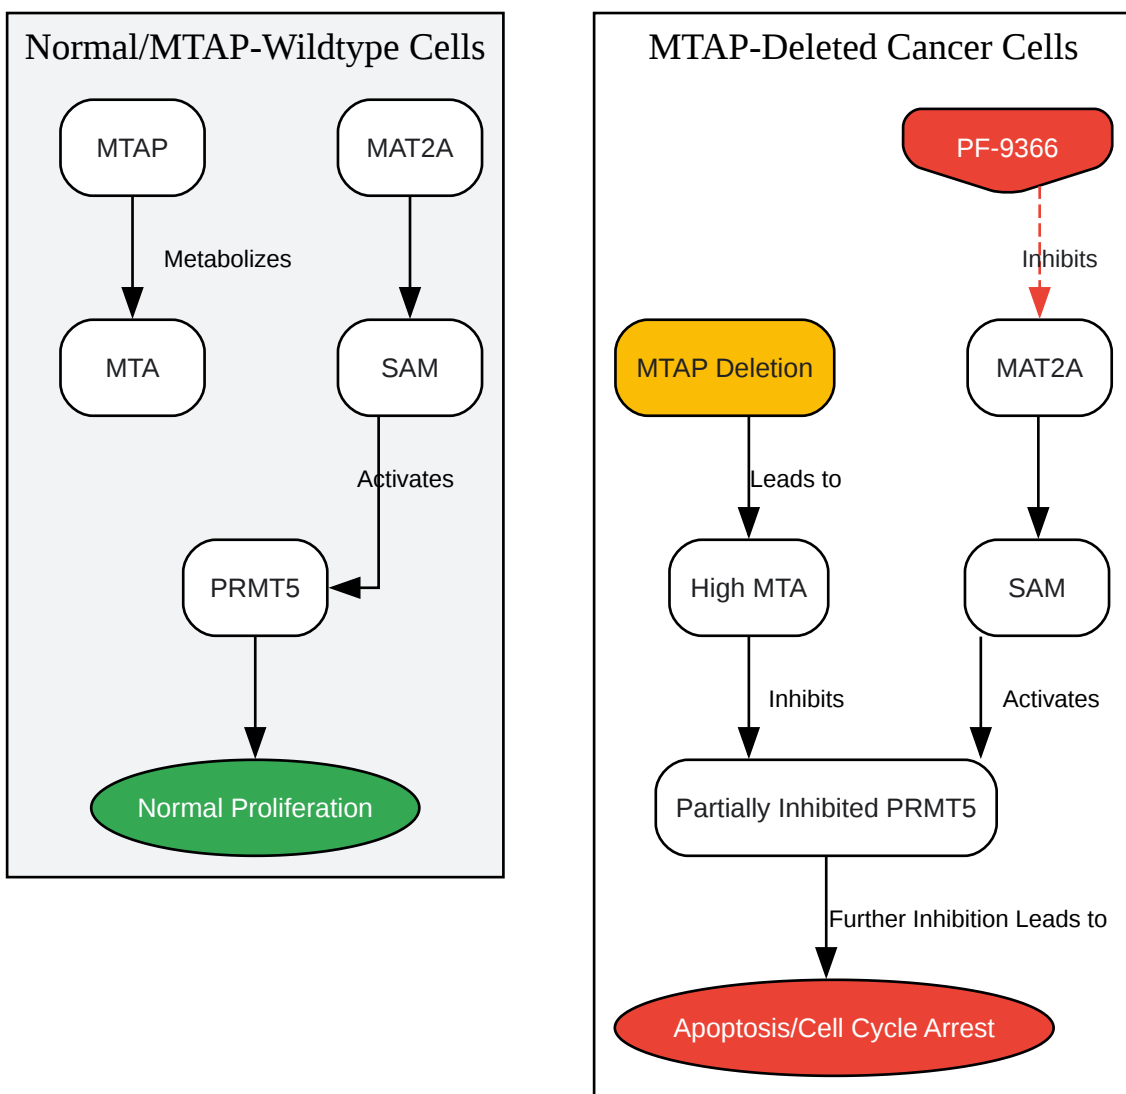 Normal/MTAP-Wildtype Cells
MTAP
MAT2A
Metabolizes
MTA
SAM
Activates
PRMT5
Normal Proliferation
MTAP-Deleted Cancer Cells
PF-9366
Inhibits
MTAP Deletion
MAT2A
Leads to
High MTA
SAM
Inhibits
Activates
Partially Inhibited PRMT5
Further Inhibition Leads to
Apoptosis/Cell Cycle Arrest